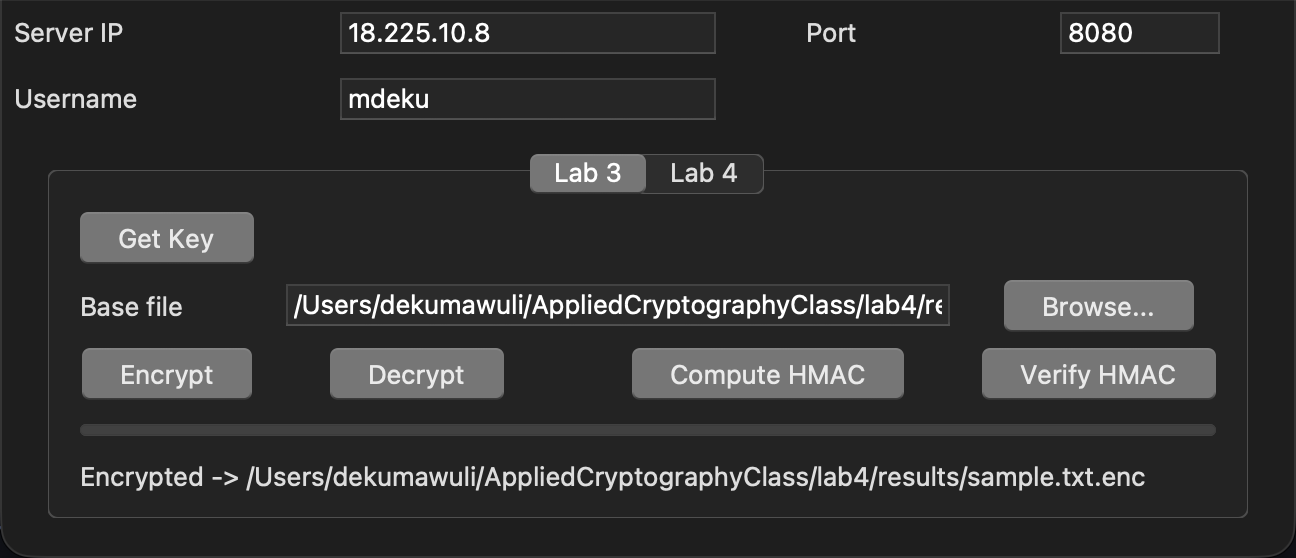 Server IP 18.225.10.8 Port 8080
Username mdeku
Lab 3 Lab 4
Get Key
Base file /Users/dekumawuli/AppliedCryptographyClass/lab4/re Browse...
Encrypt Decrypt Compute HMAC Verify HMAC
Encrypted -> /Users/dekumawuli/AppliedCryptographyClass/lab4/results/sample.txt.enc